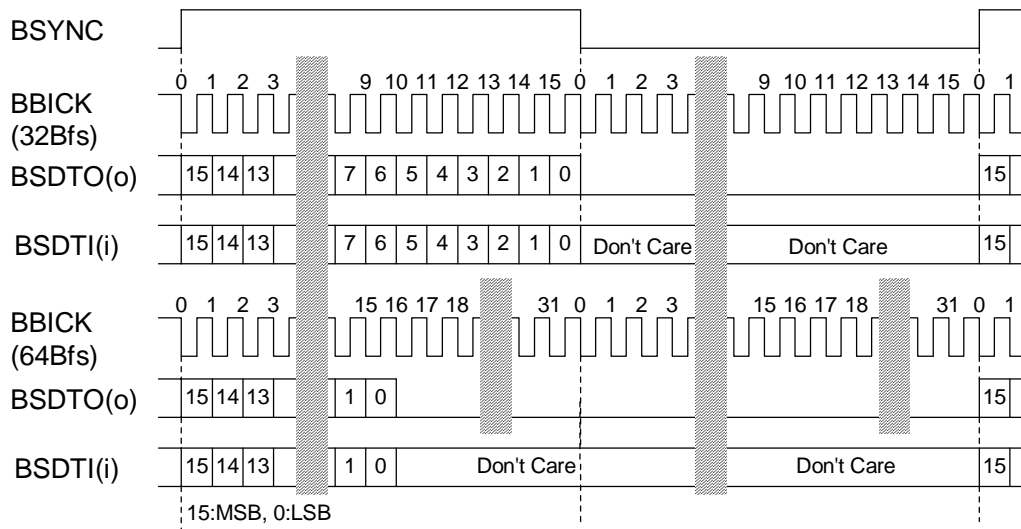 BSYNC
0 1 2 3 9 10 11 12 13 14 15 0 1 2 3 9 10 11 12 13 14 15 0 1
BBICK
(32Bfs)
BSDTO(o) 15 14 13 7 6 5 4 3 2 1 0 15
BSDTI(i) 15 14 13 7 6 5 4 3 2 1 0 Don't Care Don't Care 15
0 1 2 3 15 16 17 18 31 0 1 2 3 15 16 17 18 31 0 1
BBICK
(64Bfs)
BSDTO(o) 15 14 13 1 0 15
BSDTI(i) 15 14 13 1 0 Don't Care Don't Care 15
15:MSB, 0:LSB